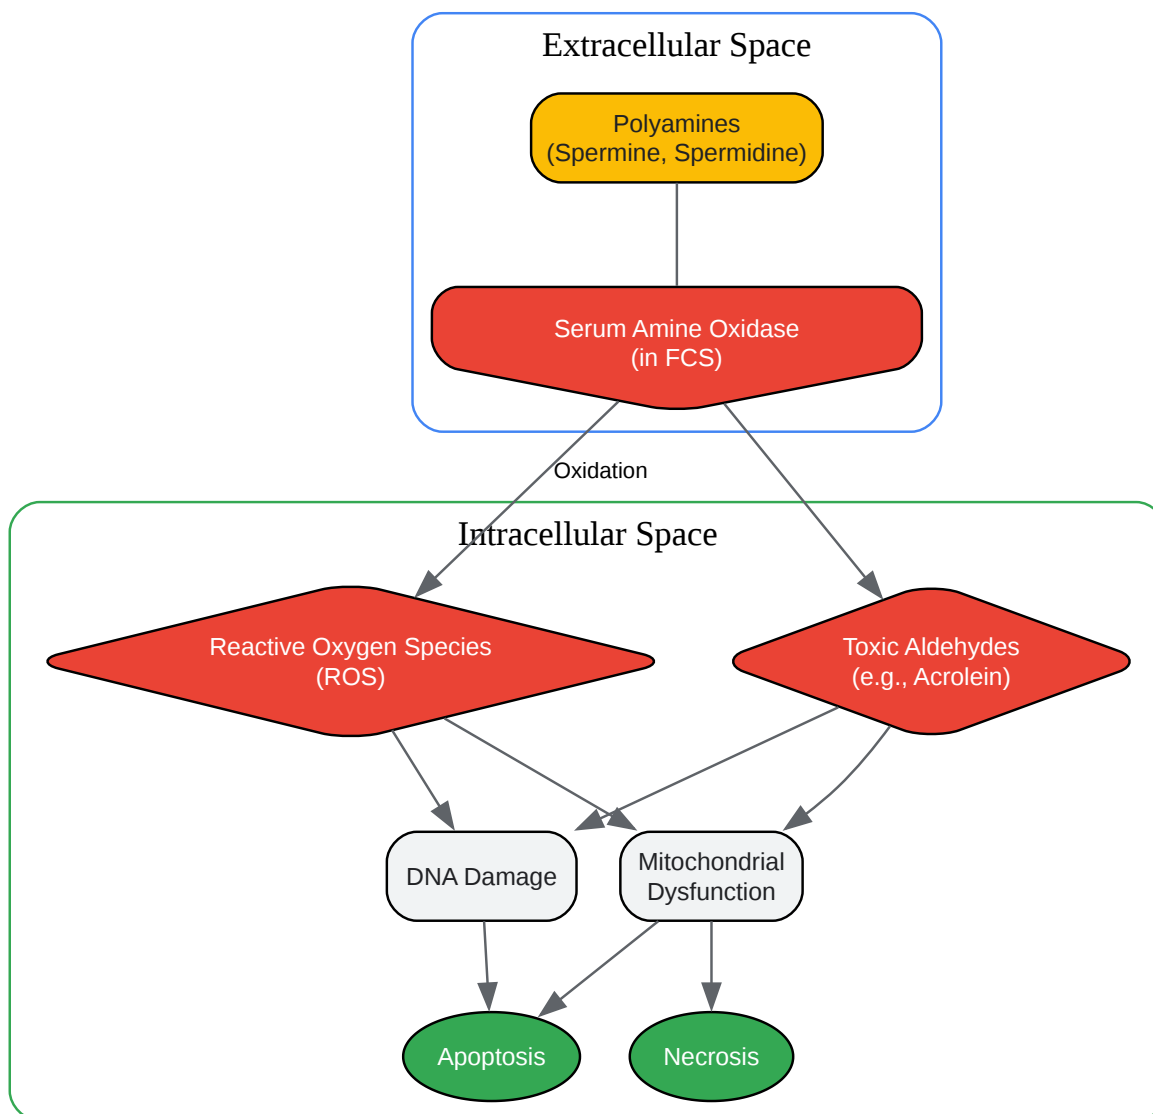 Extracellular Space
Polyamines
(Spermine, Spermidine)
Serum Amine Oxidase
(in FCS)
Oxidation
Intracellular Space
Reactive Oxygen Species
(ROS)
Toxic Aldehydes
(e.g., Acrolein)
DNA Damage
Mitochondrial
Dysfunction
Apoptosis
Necrosis